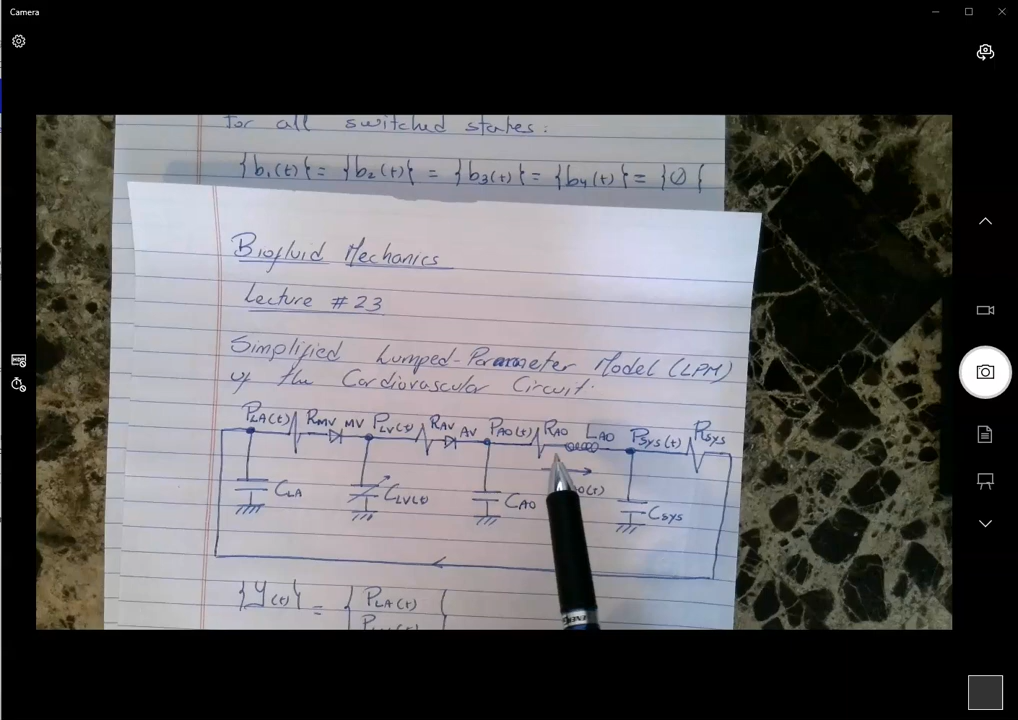 Camera
for all switched states:
{b1(t)} = {b2(t)} = {b3(t)} = {b4(t)} = {0}
Biofluid Mechanics
Lecture # 23
Simplified Lumped-Parameter Model (LPM)
of the Cardiovascular Circuit.
PLA(t) RMV MV PLV(t) RAV AV PAO(t) RAO LAO PSYS(t) RSYS
CLA CLV(t) CAO CSYS
{Y(t)} = { PLA(t)